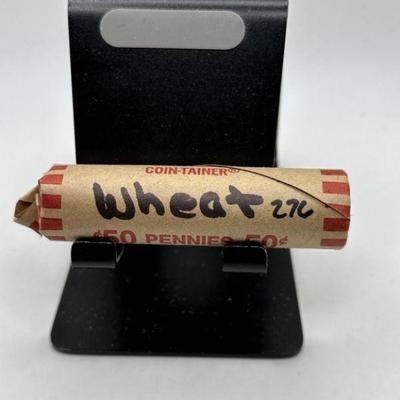 COIN-TAINER®
Wheat 276
¢50 PENNIES 50¢